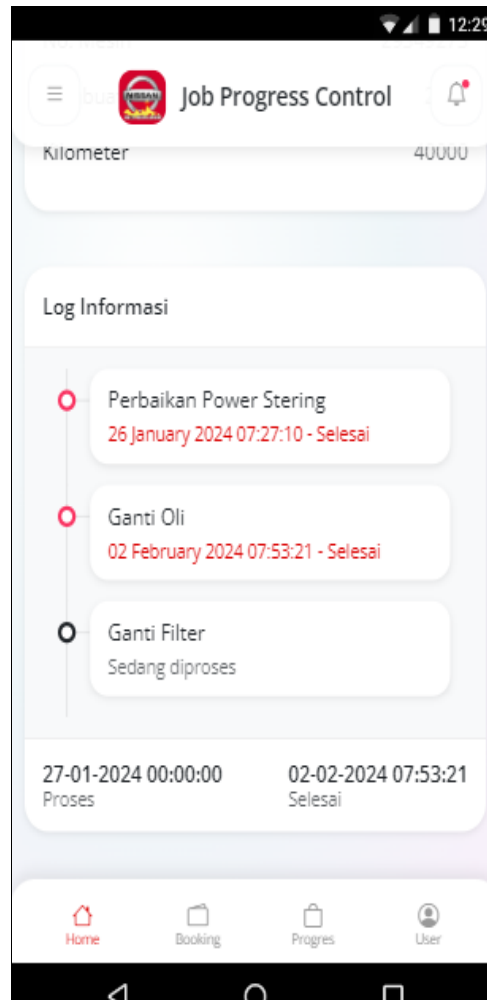 12:29
Job Progress Control
NISSAN
Kilometer 40000
Log Informasi
Perbaikan Power Stering
26 January 2024 07:27:10 - Selesai
Ganti Oli
02 February 2024 07:53:21 - Selesai
Ganti Filter
Sedang diproses
27-01-2024 00:00:00 02-02-2024 07:53:21
Proses Selesai
Home Booking Progres User